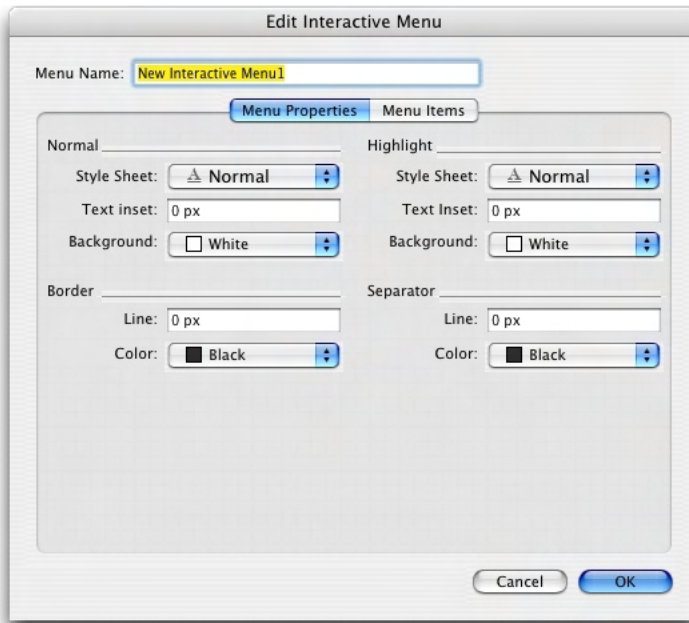 Edit Interactive Menu
Menu Name: New Interactive Menu1
Menu Properties Menu Items
Normal
Style Sheet: A Normal
Text inset: 0 px
Background: White
Highlight
Style Sheet: A Normal
Text Inset: 0 px
Background: White
Border
Line: 0 px
Color: Black
Separator
Line: 0 px
Color: Black
Cancel OK